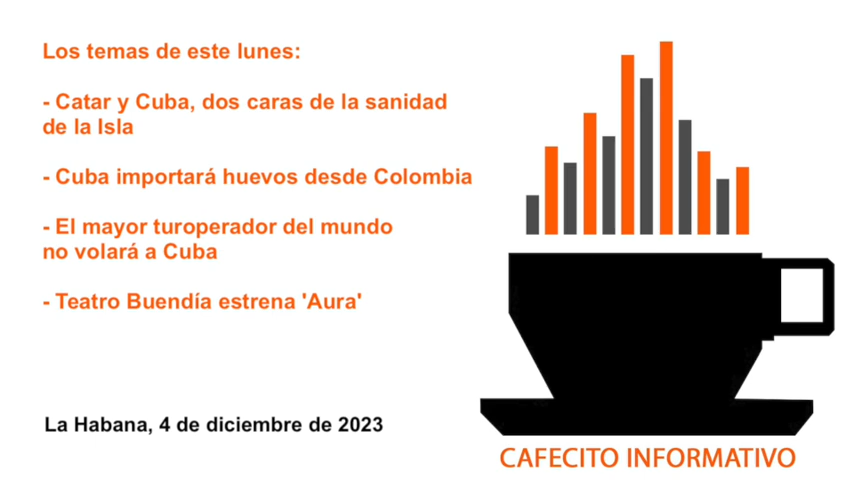 Los temas de este lunes:
- Catar y Cuba, dos caras de la sanidad
de la Isla
- Cuba importará huevos desde Colombia
- El mayor turoperador del mundo
no volará a Cuba
- Teatro Buendía estrena 'Aura'
La Habana, 4 de diciembre de 2023
CAFECITO INFORMATIVO